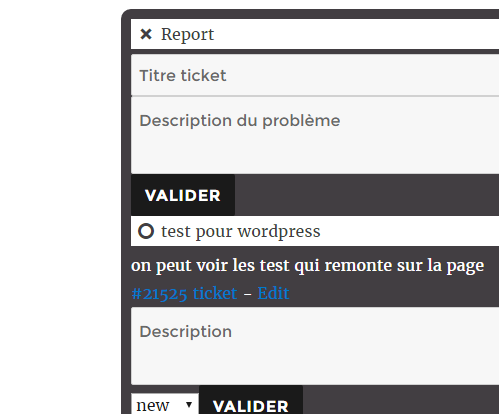 Report
Titre ticket
Description du problème
VALIDER
test pour wordpress
on peut voir les test qui remonte sur la page
#21525 ticket - Edit
Description
new VALIDER